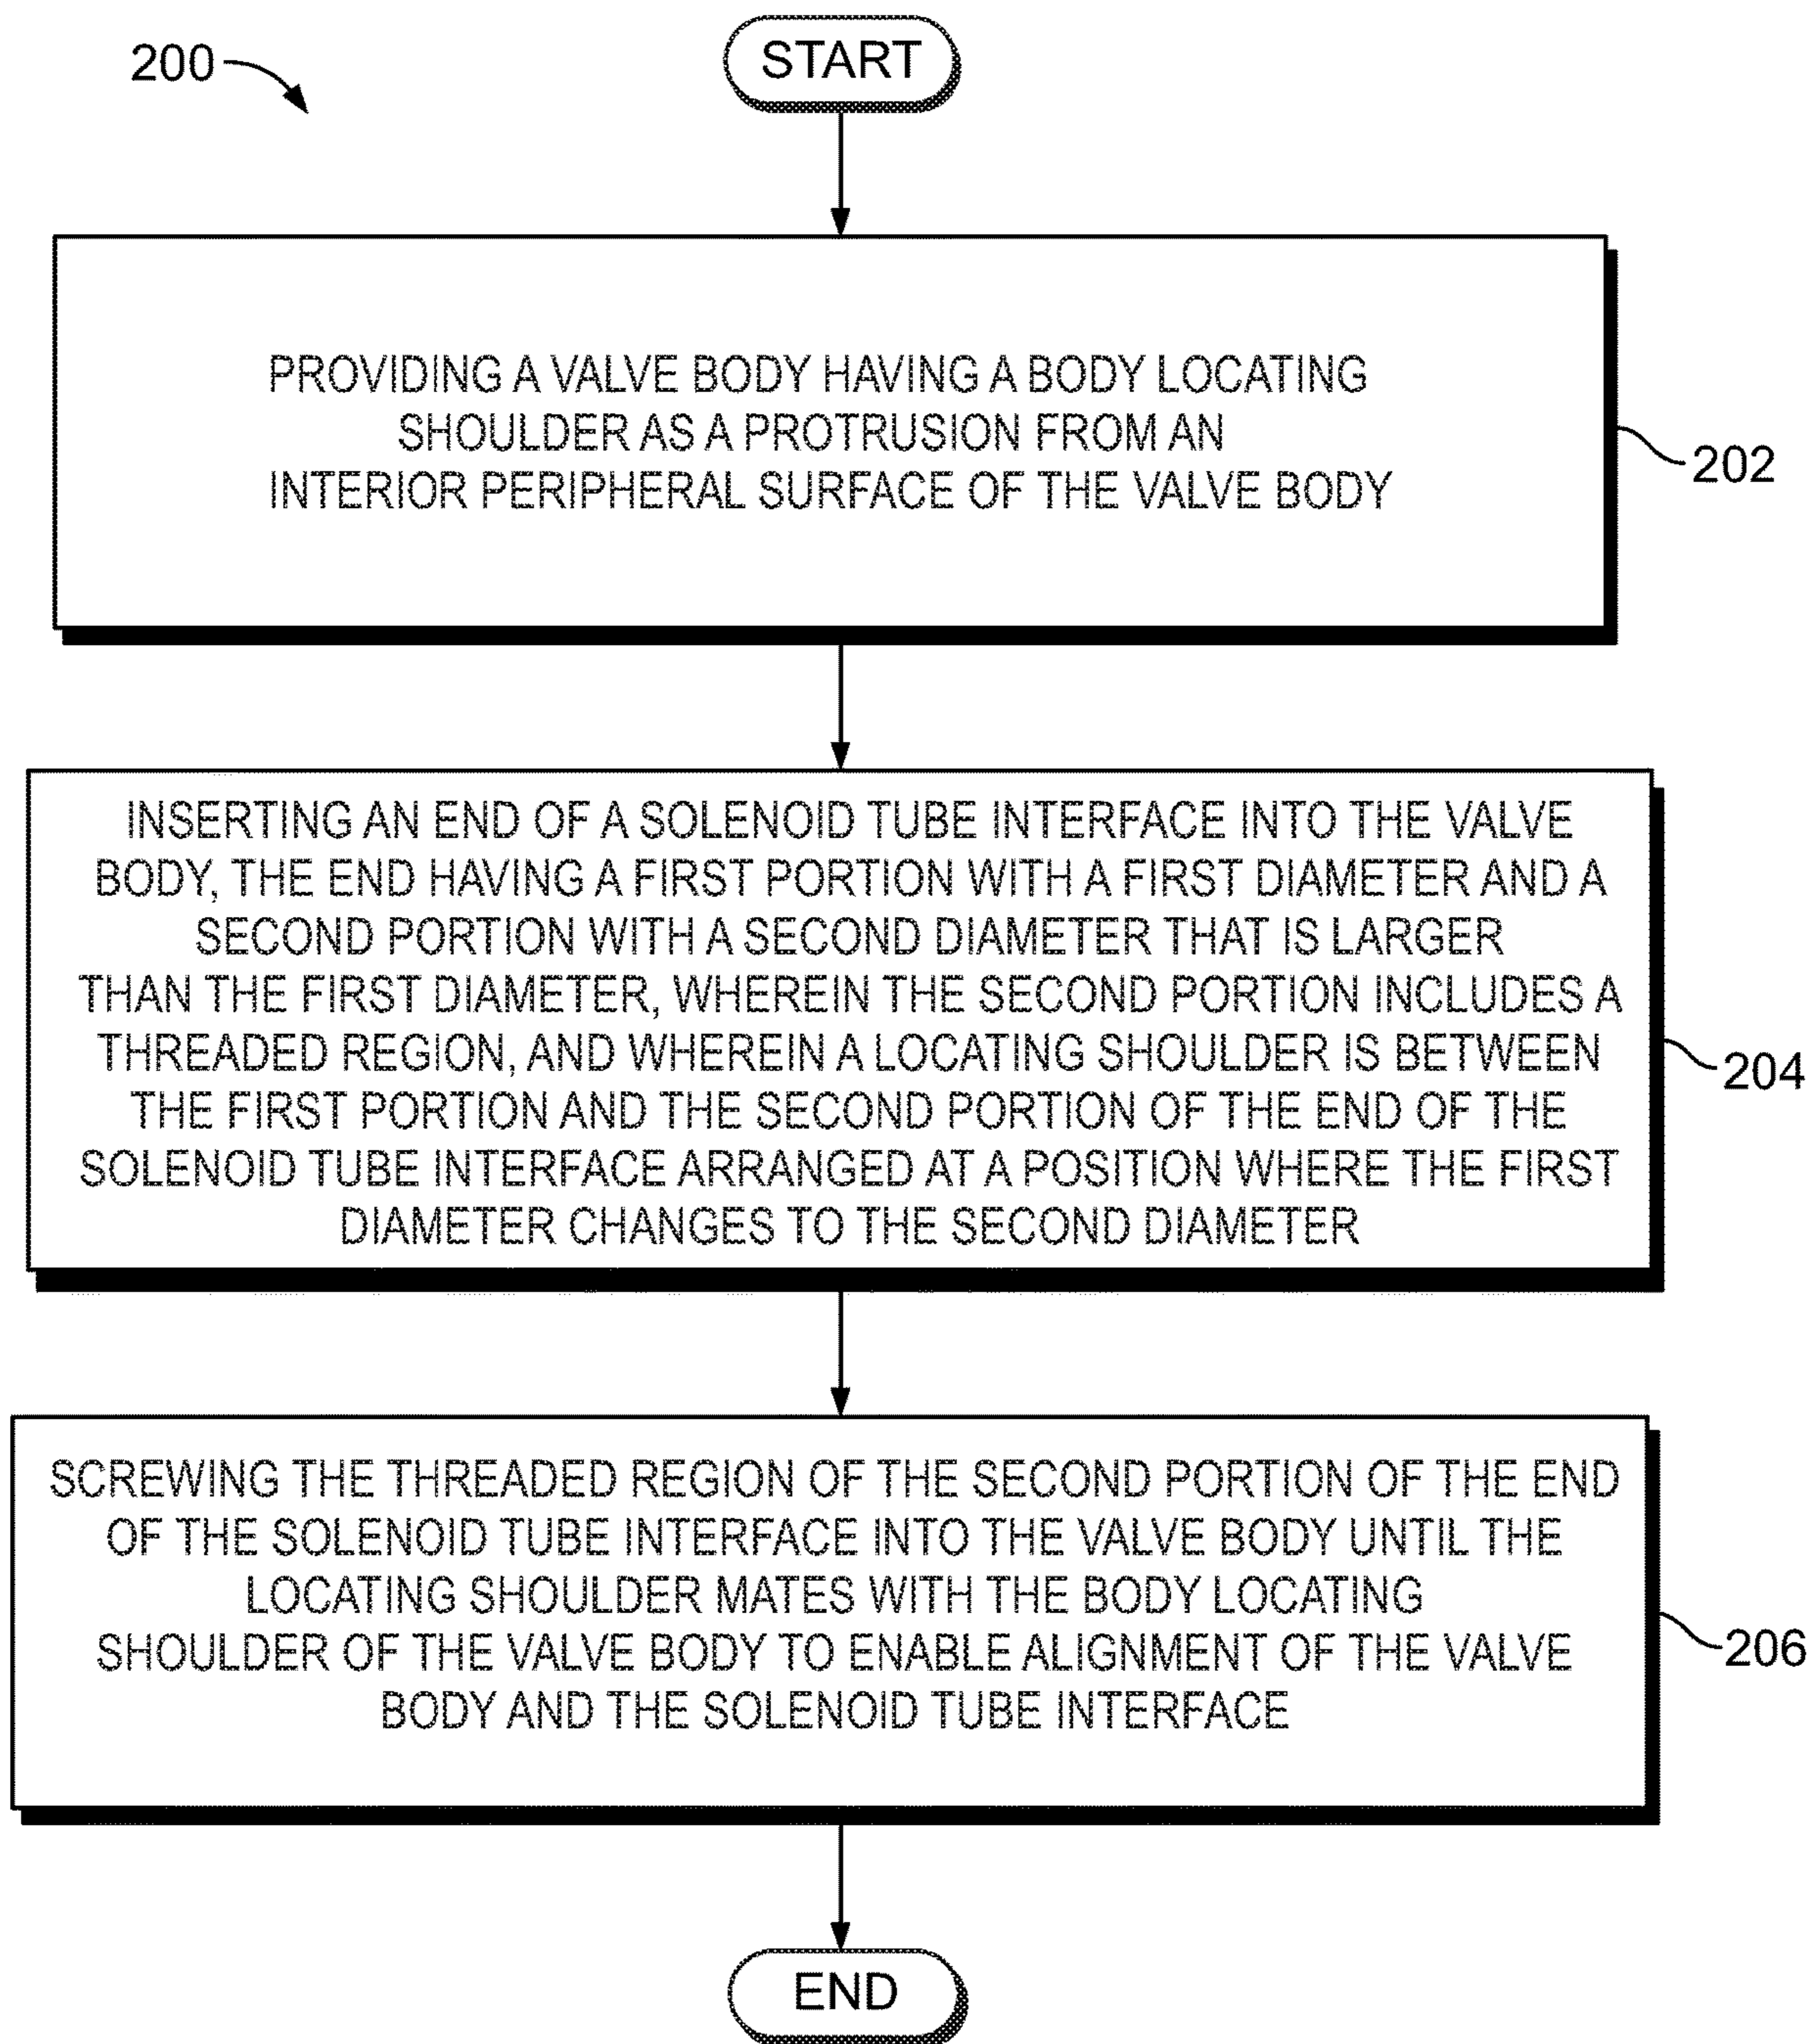 200
START
PROVIDING A VALVE BODY HAVING A BODY LOCATING
SHOULDER AS A PROTRUSION FROM AN
INTERIOR PERIPHERAL SURFACE OF THE VALVE BODY
202
INSERTING AN END OF A SOLENOID TUBE INTERFACE INTO THE VALVE
BODY, THE END HAVING A FIRST PORTION WITH A FIRST DIAMETER AND A
SECOND PORTION WITH A SECOND DIAMETER THAT IS LARGER
THAN THE FIRST DIAMETER, WHEREIN THE SECOND PORTION INCLUDES A
THREADED REGION, AND WHEREIN A LOCATING SHOULDER IS BETWEEN
THE FIRST PORTION AND THE SECOND PORTION OF THE END OF THE
SOLENOID TUBE INTERFACE ARRANGED AT A POSITION WHERE THE FIRST
DIAMETER CHANGES TO THE SECOND DIAMETER
204
SCREWING THE THREADED REGION OF THE SECOND PORTION OF THE END
OF THE SOLENOID TUBE INTERFACE INTO THE VALVE BODY UNTIL THE
LOCATING SHOULDER MATES WITH THE BODY LOCATING
SHOULDER OF THE VALVE BODY TO ENABLE ALIGNMENT OF THE VALVE
BODY AND THE SOLENOID TUBE INTERFACE
206
END